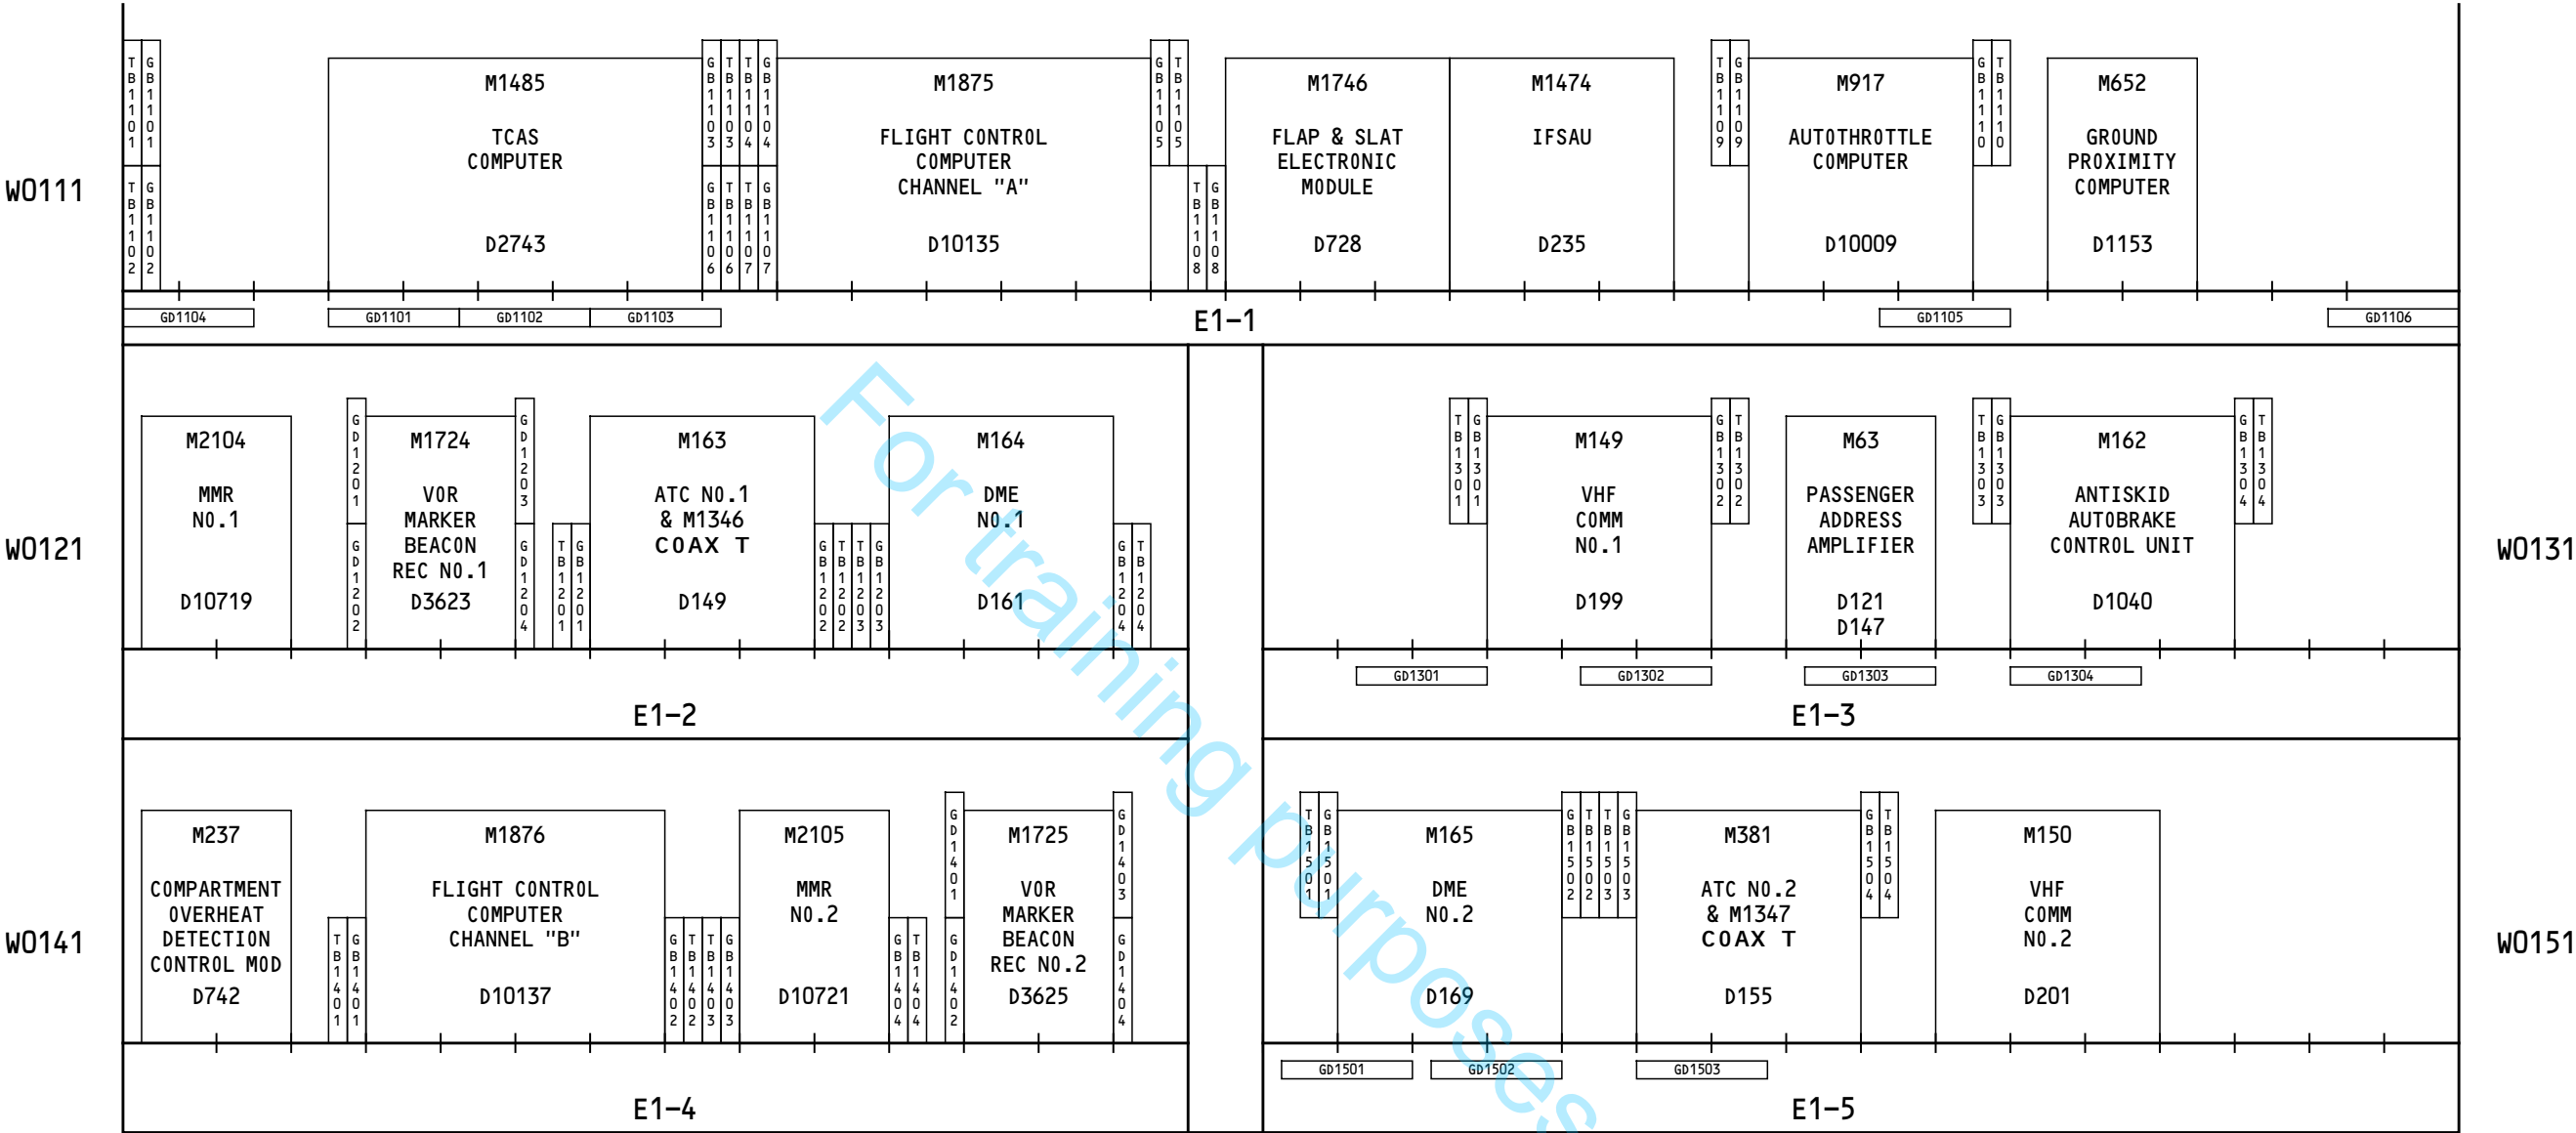 W0111
TB1101
GB1101
TB1102
GB1102
M1485
TCAS
COMPUTER
D2743
GB1103
TB1103
TB1104
GB1104
GB1106
TB1106
TB1107
GB1107
M1875
FLIGHT CONTROL
COMPUTER
CHANNEL "A"
D10135
GB1105
TB1105
TB1108
GB1108
M1746
FLAP & SLAT
ELECTRONIC
MODULE
D728
M1474
IFSAU
D235
TB1109
GB1109
M917
AUTOTHROTTLE
COMPUTER
D10009
GB1110
TB1110
M652
GROUND
PROXIMITY
COMPUTER
D1153
GD1104
GD1101
GD1102
GD1103
E1-1
GD1105
GD1106
W0121
M2104
MMR
NO.1
D10719
GD1201
GD1202
M1724
VOR
MARKER
BEACON
REC NO.1
D3623
GD1203
GD1204
TB1201
GB1201
M163
ATC NO.1
& M1346
COAX T
D149
GB1202
TB1202
TB1203
GB1203
M164
DME
NO.1
D161
GB1204
TB1204
E1-2
TB1301
GB1301
M149
VHF
COMM
NO.1
D199
GB1302
TB1302
M63
PASSENGER
ADDRESS
AMPLIFIER
D121
D147
TB1303
GB1303
M162
ANTISKID
AUTOBRAKE
CONTROL UNIT
D1040
GB1304
TB1304
W0131
GD1301
GD1302
GD1303
GD1304
E1-3
W0141
M237
COMPARTMENT
OVERHEAT
DETECTION
CONTROL MOD
D742
TB1401
GB1401
M1876
FLIGHT CONTROL
COMPUTER
CHANNEL "B"
D10137
GB1402
TB1402
TB1403
GB1403
M2105
MMR
NO.2
D10721
GB1404
TB1404
GD1401
GD1402
M1725
VOR
MARKER
BEACON
REC NO.2
D3625
GD1403
GD1404
E1-4
TB1501
GB1501
M165
DME
NO.2
D169
GB1502
TB1502
TB1503
GB1503
M381
ATC NO.2
& M1347
COAX T
D155
GB1504
TB1504
M150
VHF
COMM
NO.2
D201
W0151
GD1501
GD1502
GD1503
E1-5
For training purposes